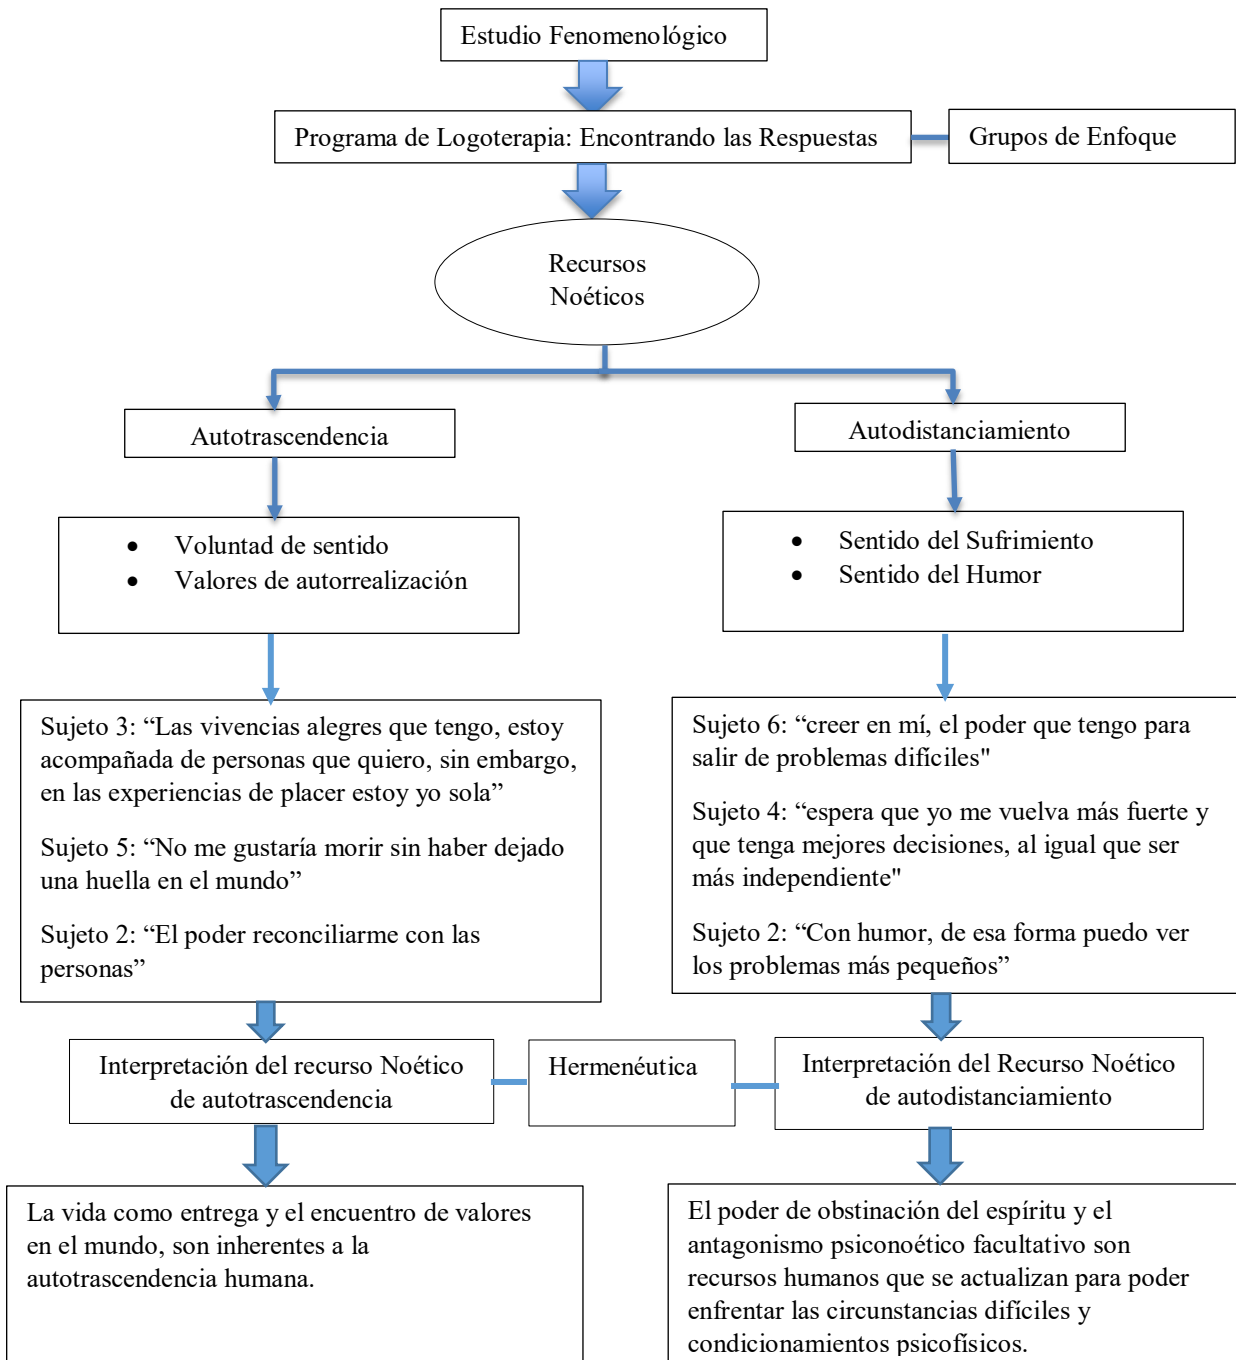 Estudio Fenomenológico
Programa de Logoterapia: Encontrando las Respuestas
Grupos de Enfoque
Recursos
Noéticos
Autotrascendencia
Autodistanciamiento
• Voluntad de sentido
• Valores de autorrealización
• Sentido del Sufrimiento
• Sentido del Humor
Sujeto 3: “Las vivencias alegres que tengo, estoy
acompañada de personas que quiero, sin embargo,
en las experiencias de placer estoy yo sola”
Sujeto 5: “No me gustaría morir sin haber dejado
una huella en el mundo”
Sujeto 2: “El poder reconciliarme con las
personas”
Sujeto 6: “creer en mí, el poder que tengo para
salir de problemas difíciles"
Sujeto 4: “espera que yo me vuelva más fuerte y
que tenga mejores decisiones, al igual que ser
más independiente"
Sujeto 2: “Con humor, de esa forma puedo ver
los problemas más pequeños”
Interpretación del recurso Noético
de autotrascendencia
Hermenéutica
Interpretación del Recurso Noético
de autodistanciamiento
La vida como entrega y el encuentro de valores
en el mundo, son inherentes a la
autotrascendencia humana.
El poder de obstinación del espíritu y el
antagonismo psiconoético facultativo son
recursos humanos que se actualizan para poder
enfrentar las circunstancias difíciles y
condicionamientos psicofísicos.